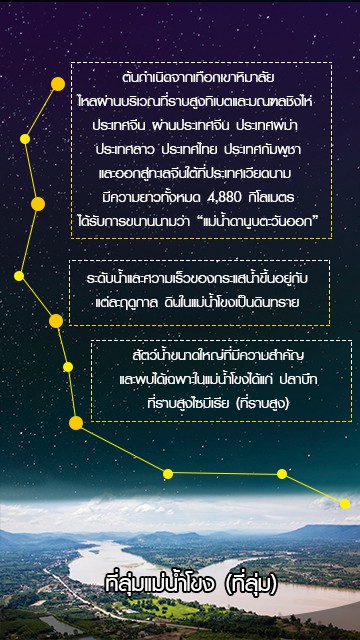 ต้นกำเนิดจากเทือกเขาหิมาลัย
ไหลผ่านบริเวณที่ราบสูงทิเบตและมณฑลชิงไห่
ประเทศจีน ผ่านประเทศจีน ประเทศพม่า
ประเทศลาว ประเทศไทย ประเทศกัมพูชา
และออกสู่ทะเลจีนใต้ที่ประเทศเวียดนาม
มีความยาวทั้งหมด 4,880 กิโลเมตร
ได้รับการขนานนามว่า “แม่น้ำดานูบตะวันออก”
ระดับน้ำและความเร็วของกระแสน้ำขึ้นอยู่กับ
แต่ละฤดูกาล ดินในแม่น้ำโขงเป็นดินทราย
สัตว์น้ำขนาดใหญ่ที่มีความสำคัญ
และพบได้เฉพาะในแม่น้ำโขงได้แก่ ปลาบึก
ที่ราบสูงไซบีเรีย (ที่ราบสูง)
ที่ลุ่มแม่น้ำโขง (ที่ลุ่ม)